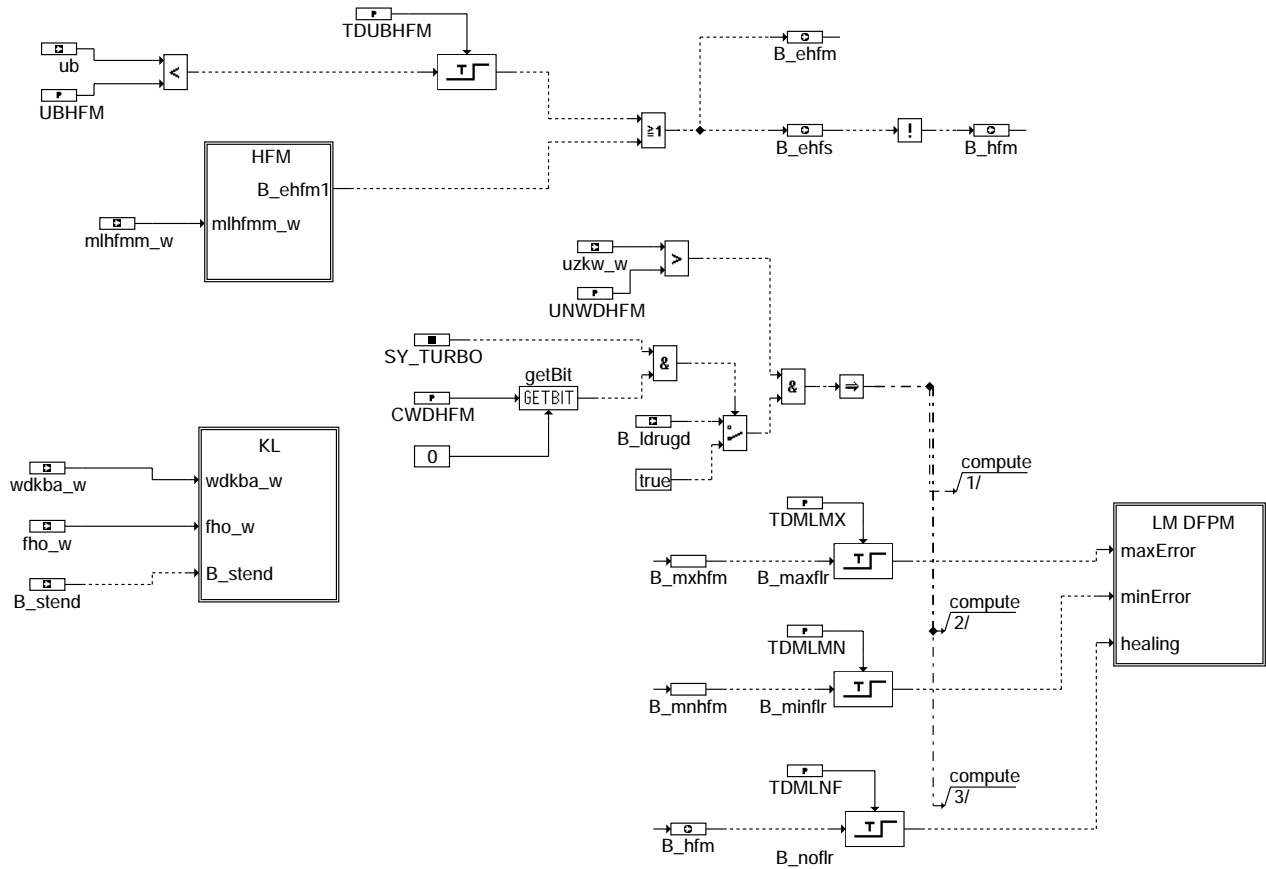 P
TDUBHFM
ub
<
T
P
UBHFM
B_ehfm
≧1
B_ehfs
!
B_hfm
HFM
B_ehfm1
mlhfmm_w
mlhfmm_w
uzkw_w
>
P
UNWDHFM
SY_TURBO
&
getBit
P
GETBIT
CWDHFM
&
⇒
B_ldrugd
0
true
KL
wdkba_w
wdkba_w
fho_w
fho_w
B_stend
B_stend
compute
1/
P
TDMLMX
T
B_mxhfm
B_maxflr
LM DFPM
maxError
minError
healing
compute
2/
P
TDMLMN
T
B_mnhfm
B_minflr
P
TDMLNF
compute
3/
T
B_hfm
B_noflr